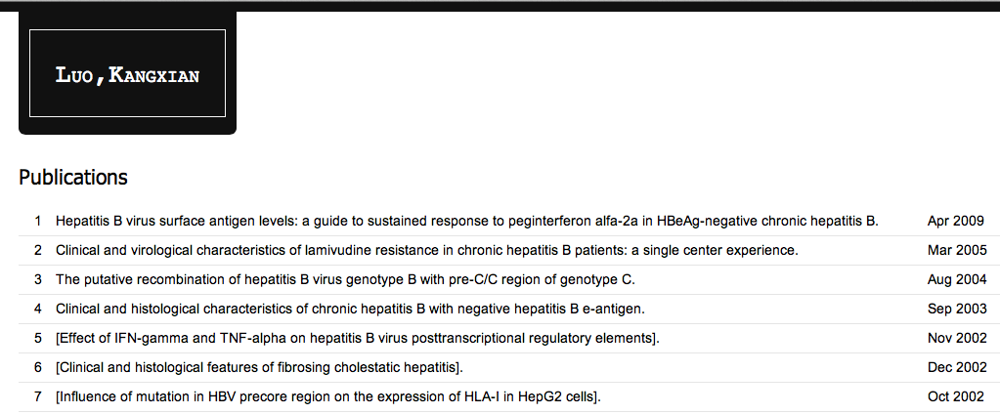 Luo,Kangxian
Publications
1 Hepatitis B virus surface antigen levels: a guide to sustained response to peginterferon alfa-2a in HBeAg-negative chronic hepatitis B. Apr 2009
2 Clinical and virological characteristics of lamivudine resistance in chronic hepatitis B patients: a single center experience. Mar 2005
3 The putative recombination of hepatitis B virus genotype B with pre-C/C region of genotype C. Aug 2004
4 Clinical and histological characteristics of chronic hepatitis B with negative hepatitis B e-antigen. Sep 2003
5 [Effect of IFN-gamma and TNF-alpha on hepatitis B virus posttranscriptional regulatory elements]. Nov 2002
6 [Clinical and histological features of fibrosing cholestatic hepatitis]. Dec 2002
7 [Influence of mutation in HBV precore region on the expression of HLA-I in HepG2 cells]. Oct 2002